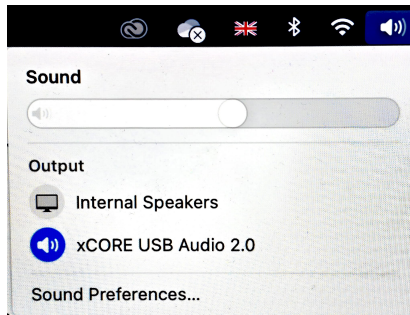 Sound
Output
Internal Speakers
xCORE USB Audio 2.0
Sound Preferences...